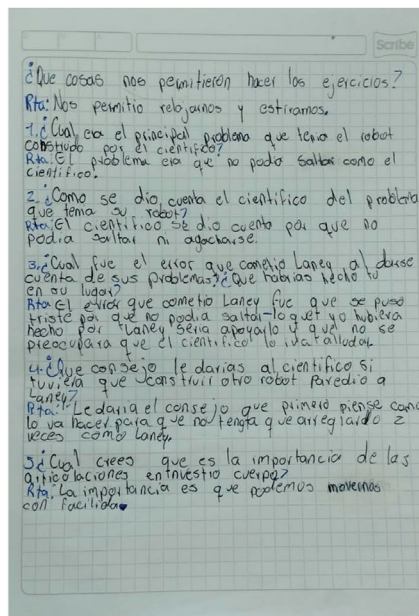 Scribe
¿Que cosas nos permitieron hacer los ejercicios?
Rta: Nos permitio relajarnos y estiramos.
1. ¿Cual era el principal problema que tenia el robot
construido por el cientifico?
Rta: El problema era que no podia saltar como el
cientifico.
2. ¿Como se dio cuenta el cientifico del problema
que tema su robot?
Rta: El cientifico se dio cuenta por que no
podia saltar ni agacharse.
3. ¿Cual fue el error que cometio Laney al darse
cuenta de sus problemas? ¿Que habrias hecho tu
en su lugar?
Rta: El error que cometio Laney fue que se puso
triste por que no podia saltar - lo que yo hubiera
hecho por Laney seria apoyarlo y que no se
preocupara que el cientifico lo iva atalludar
4. ¿Que consejo le darias al cientifico si
tuviera que construir otro robot Paredio a
Laney?
Rta: Le daria el consejo que primero piense como
lo va hacer para que no tenga que arreglarlo 2
veces como Laney.
5. ¿Cual crees que es la importancia de las
articolaciones en nuestro cuerpo?
Rta: La importancia es que podemos movernos
con facilida.